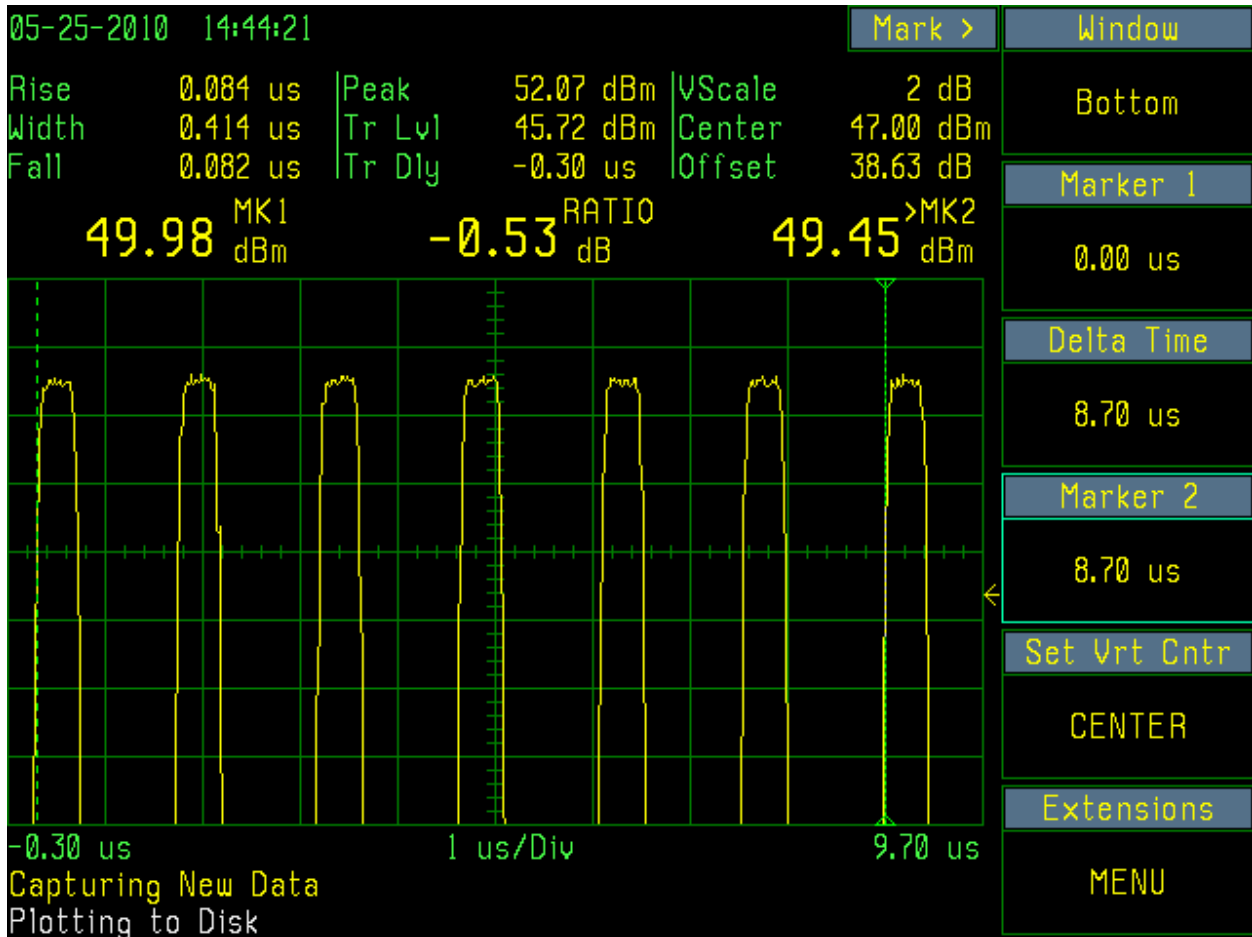 05-25-2010 14:44:21
Mark >
Rise 0.084 us
Width 0.414 us
Fall 0.082 us
Peak 52.07 dBm
Tr Lvl 45.72 dBm
Tr Dly -0.30 us
VScale 2 dB
Center 47.00 dBm
Offset 38.63 dB
49.98 MK1 dBm
-0.53 RATIO dB
49.45 >MK2 dBm
-0.30 us
1 us/Div
9.70 us
Capturing New Data
Plotting to Disk
Window
Bottom
Marker 1
0.00 us
Delta Time
8.70 us
Marker 2
8.70 us
Set Vrt Cntr
CENTER
Extensions
MENU